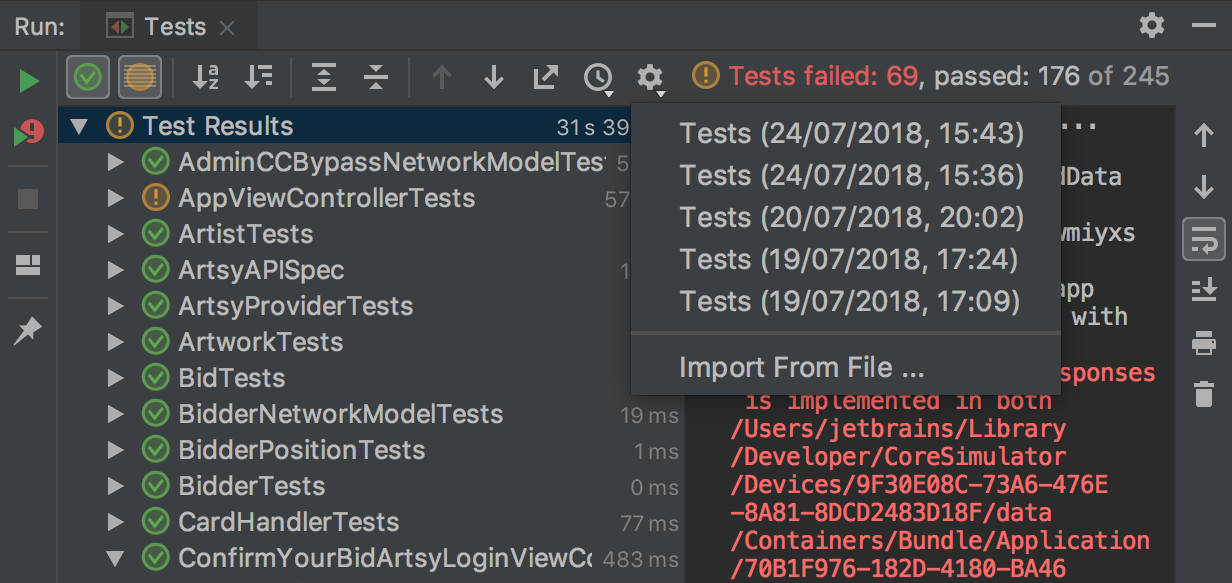 Run: Tests
Tests failed: 69, passed: 176 of 245
Test Results 31 s 39
AdminCCBypassNetworkModelTes 5
AppViewControllerTests 57
ArtistTests
ArtsyAPISpec 1
ArtsyProviderTests
ArtworkTests
BidTests
BidderNetworkModelTests 19 ms
BidderPositionTests 1 ms
BidderTests 0 ms
CardHandlerTests 77 ms
ConfirmYourBidArtsyLoginViewCo 483 ms
Tests (24/07/2018, 15:43)
Tests (24/07/2018, 15:36)
Tests (20/07/2018, 20:02)
Tests (19/07/2018, 17:24)
Tests (19/07/2018, 17:09)
Import From File ...
...
dData
miyxs
app
with
sponses
is implemented in both
/Users/jetbrains/Library
/Developer/CoreSimulator
/Devices/9F30E08C-73A6-476E
-8A81-8DCD2483D18F/data
/Containers/Bundle/Application
/70B1F976-182D-4180-BA46